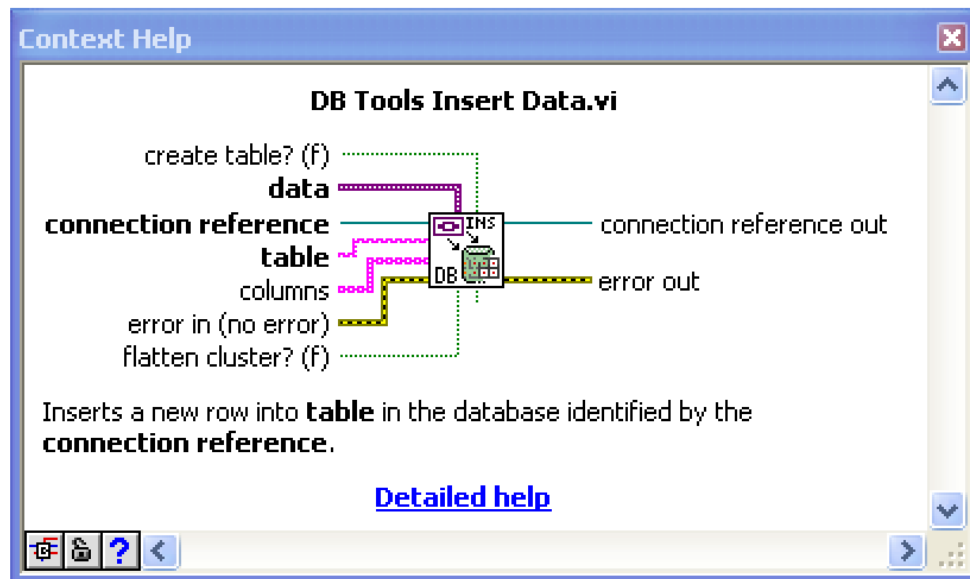 Context Help
DB Tools Insert Data.vi
create table? (f)
data
connection reference
connection reference out
table
columns
error out
error in (no error)
flatten cluster? (f)
INS
DB
Inserts a new row into table in the database identified by the
connection reference.
Detailed help
?